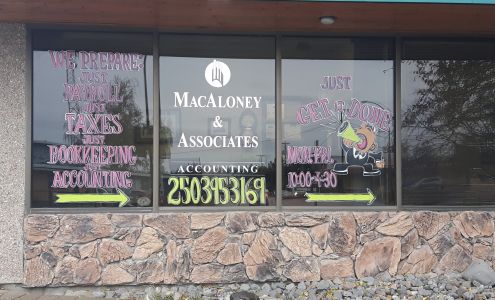 WE PREPARE:
JUST
PAYROLL
JUST
TAXES
JUST
BOOKKEEPING
ACCOUNTING
MACALONEY
&
ASSOCIATES
ACCOUNTING
2503953169
JUST
GET IT DONE
MON-FRI
10:00-4:30